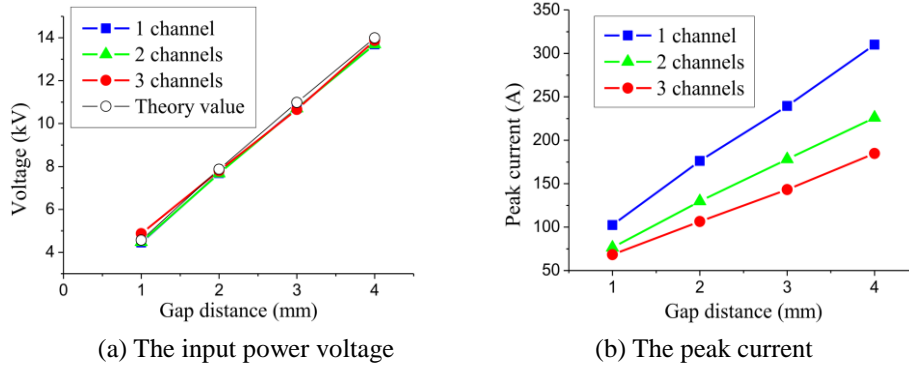 1 channel
2 channels
3 channels
Theory value
Voltage (kV)
14
12
10
8
6
4
0
1
2
3
4
Gap distance (mm)
(a) The input power voltage
1 channel
2 channels
3 channels
Peak current (A)
350
300
250
200
150
100
50
1
2
3
4
Gap distance (mm)
(b) The peak current